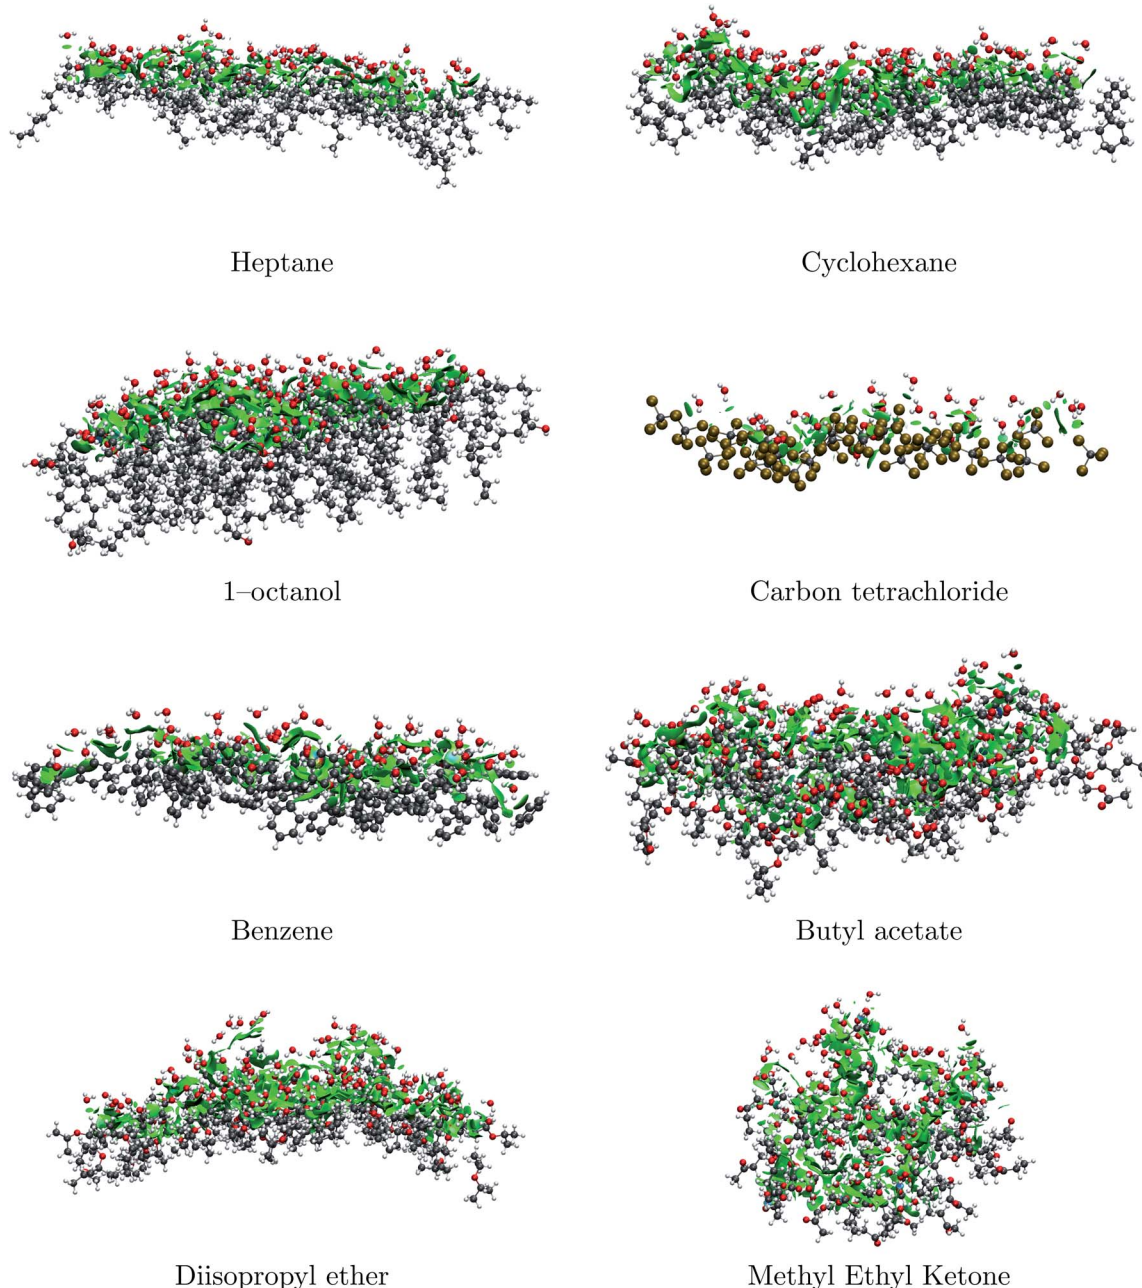 Heptane
Cyclohexane
1–octanol
Carbon tetrachloride
Benzene
Butyl acetate
Diisopropyl ether
Methyl Ethyl Ketone